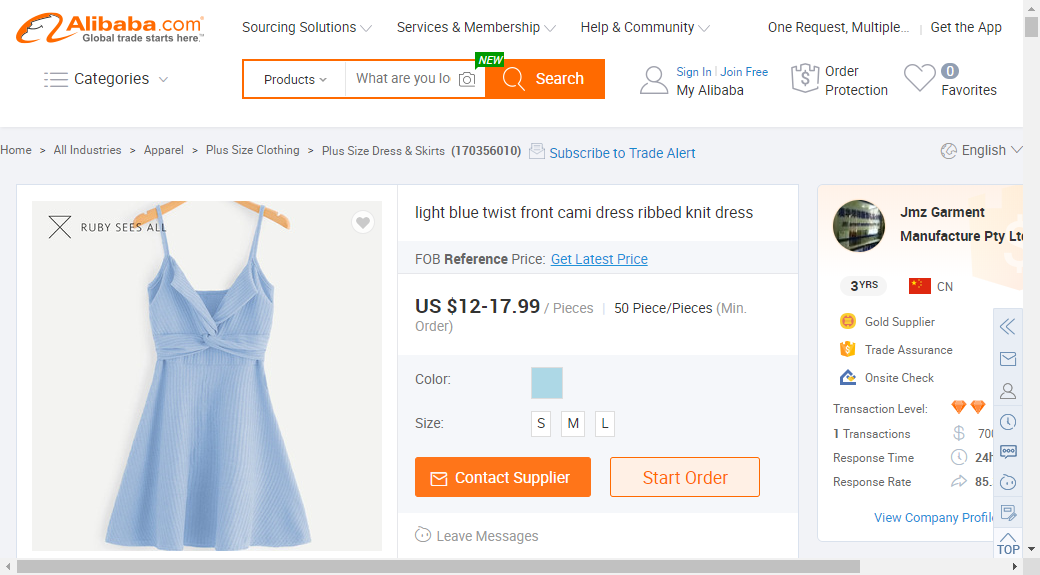 Alibaba.com
Global trade starts here.™
Sourcing Solutions
Services & Membership
Help & Community
One Request, Multiple...
Get the App
Categories
Products
What are you lo
NEW
Search
Sign In
Join Free
My Alibaba
Order
Protection
0
Favorites
Home > All Industries > Apparel > Plus Size Clothing > Plus Size Dress & Skirts (170356010)
Subscribe to Trade Alert
English
RUBY SEES ALL
light blue twist front cami dress ribbed knit dress
FOB Reference Price: Get Latest Price
US $12-17.99 / Pieces | 50 Piece/Pieces (Min.
Order)
Color:
Size:
S
M
L
Contact Supplier
Start Order
Leave Messages
Jmz Garment
Manufacture Pty Lt
3YRS
CN
Gold Supplier
Trade Assurance
Onsite Check
Transaction Level:
1 Transactions
700
Response Time
24h
Response Rate
85.
View Company Profile
TOP